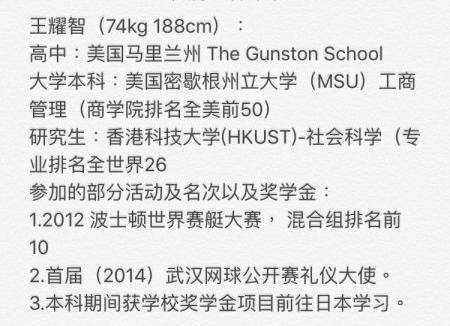 王耀智（74kg 188cm）：
高中：美国马里兰州 The Gunston School
大学本科：美国密歇根州立大学（MSU）工商
管理（商学院排名全美前50）
研究生：香港科技大学(HKUST)-社会科学（专
业排名全世界26
参加的部分活动及名次以及奖学金：
1.2012 波士顿世界赛艇大赛， 混合组排名前
10
2.首届（2014）武汉网球公开赛礼仪大使。
3.本科期间获学校奖学金项目前往日本学习。